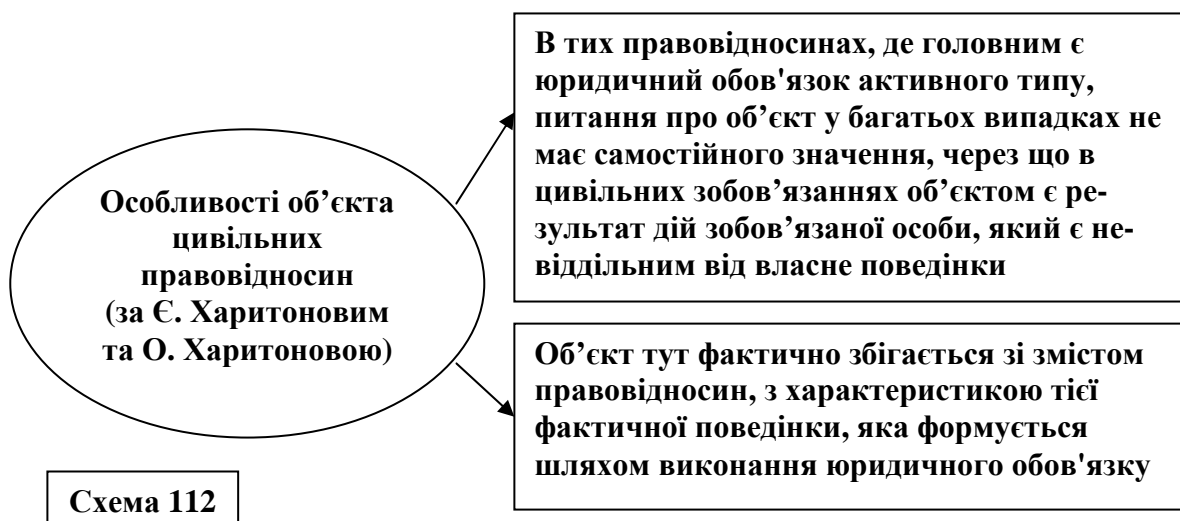 Особливості об’єкта
цивільних
правовідносин
(за Є. Харитоновим
та О. Харитоновою)
В тих правовідносинах, де головним є
юридичний обов'язок активного типу,
питання про об’єкт у багатьох випадках не
має самостійного значення, через що в
цивільних зобов’язаннях об’єктом є ре-
зультат дій зобов’язаної особи, який є не-
віддільним від власне поведінки
Об’єкт тут фактично збігається зі змістом
правовідносин, з характеристикою тієї
фактичної поведінки, яка формується
шляхом виконання юридичного обов'язку
Схема 112